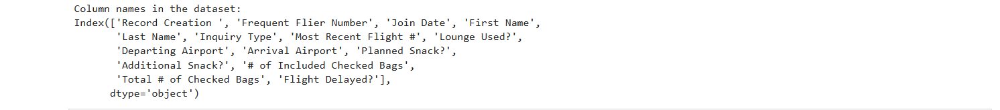 Column names in the dataset:
Index(['Record Creation ', 'Frequent Flier Number', 'Join Date', 'First Name',
       'Last Name', 'Inquiry Type', 'Most Recent Flight #', 'Lounge Used?',
       'Departing Airport', 'Arrival Airport', 'Planned Snack?',
       'Additional Snack?', '# of Included Checked Bags',
       'Total # of Checked Bags', 'Flight Delayed?'],
      dtype='object')